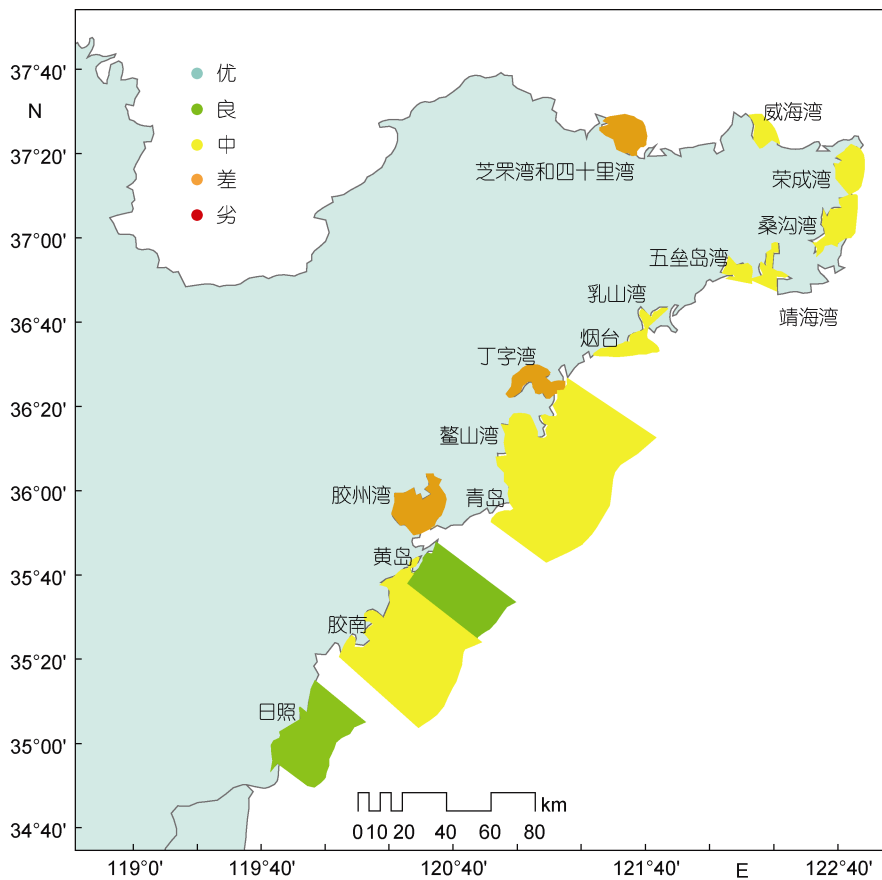 37°40'
N
37°20'
37°00'
36°40'
36°20'
36°00'
35°40'
35°20'
35°00'
34°40'
优
良
中
差
劣
威海湾
芝罘湾和四十里湾
荣成湾
桑沟湾
五垒岛湾
乳山湾
靖海湾
烟台
丁字湾
鳌山湾
胶州湾
青岛
黄岛
胶南
日照
km
0 10 20 40 60 80
119°0' 119°40' 120°40' 121°40' E 122°40'